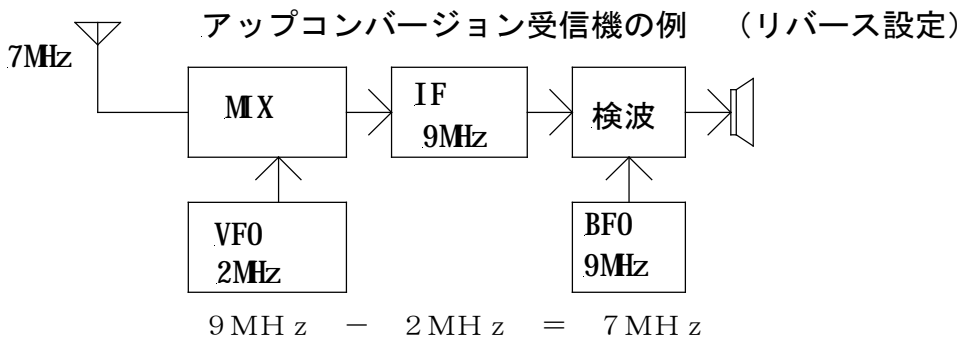 アップコンバージョン受信機の例　（リバース設定）
7MHz
MIX
IF
9MHz
検波
VFO
2MHz
BFO
9MHz
9MHz － 2MHz ＝ 7MHz